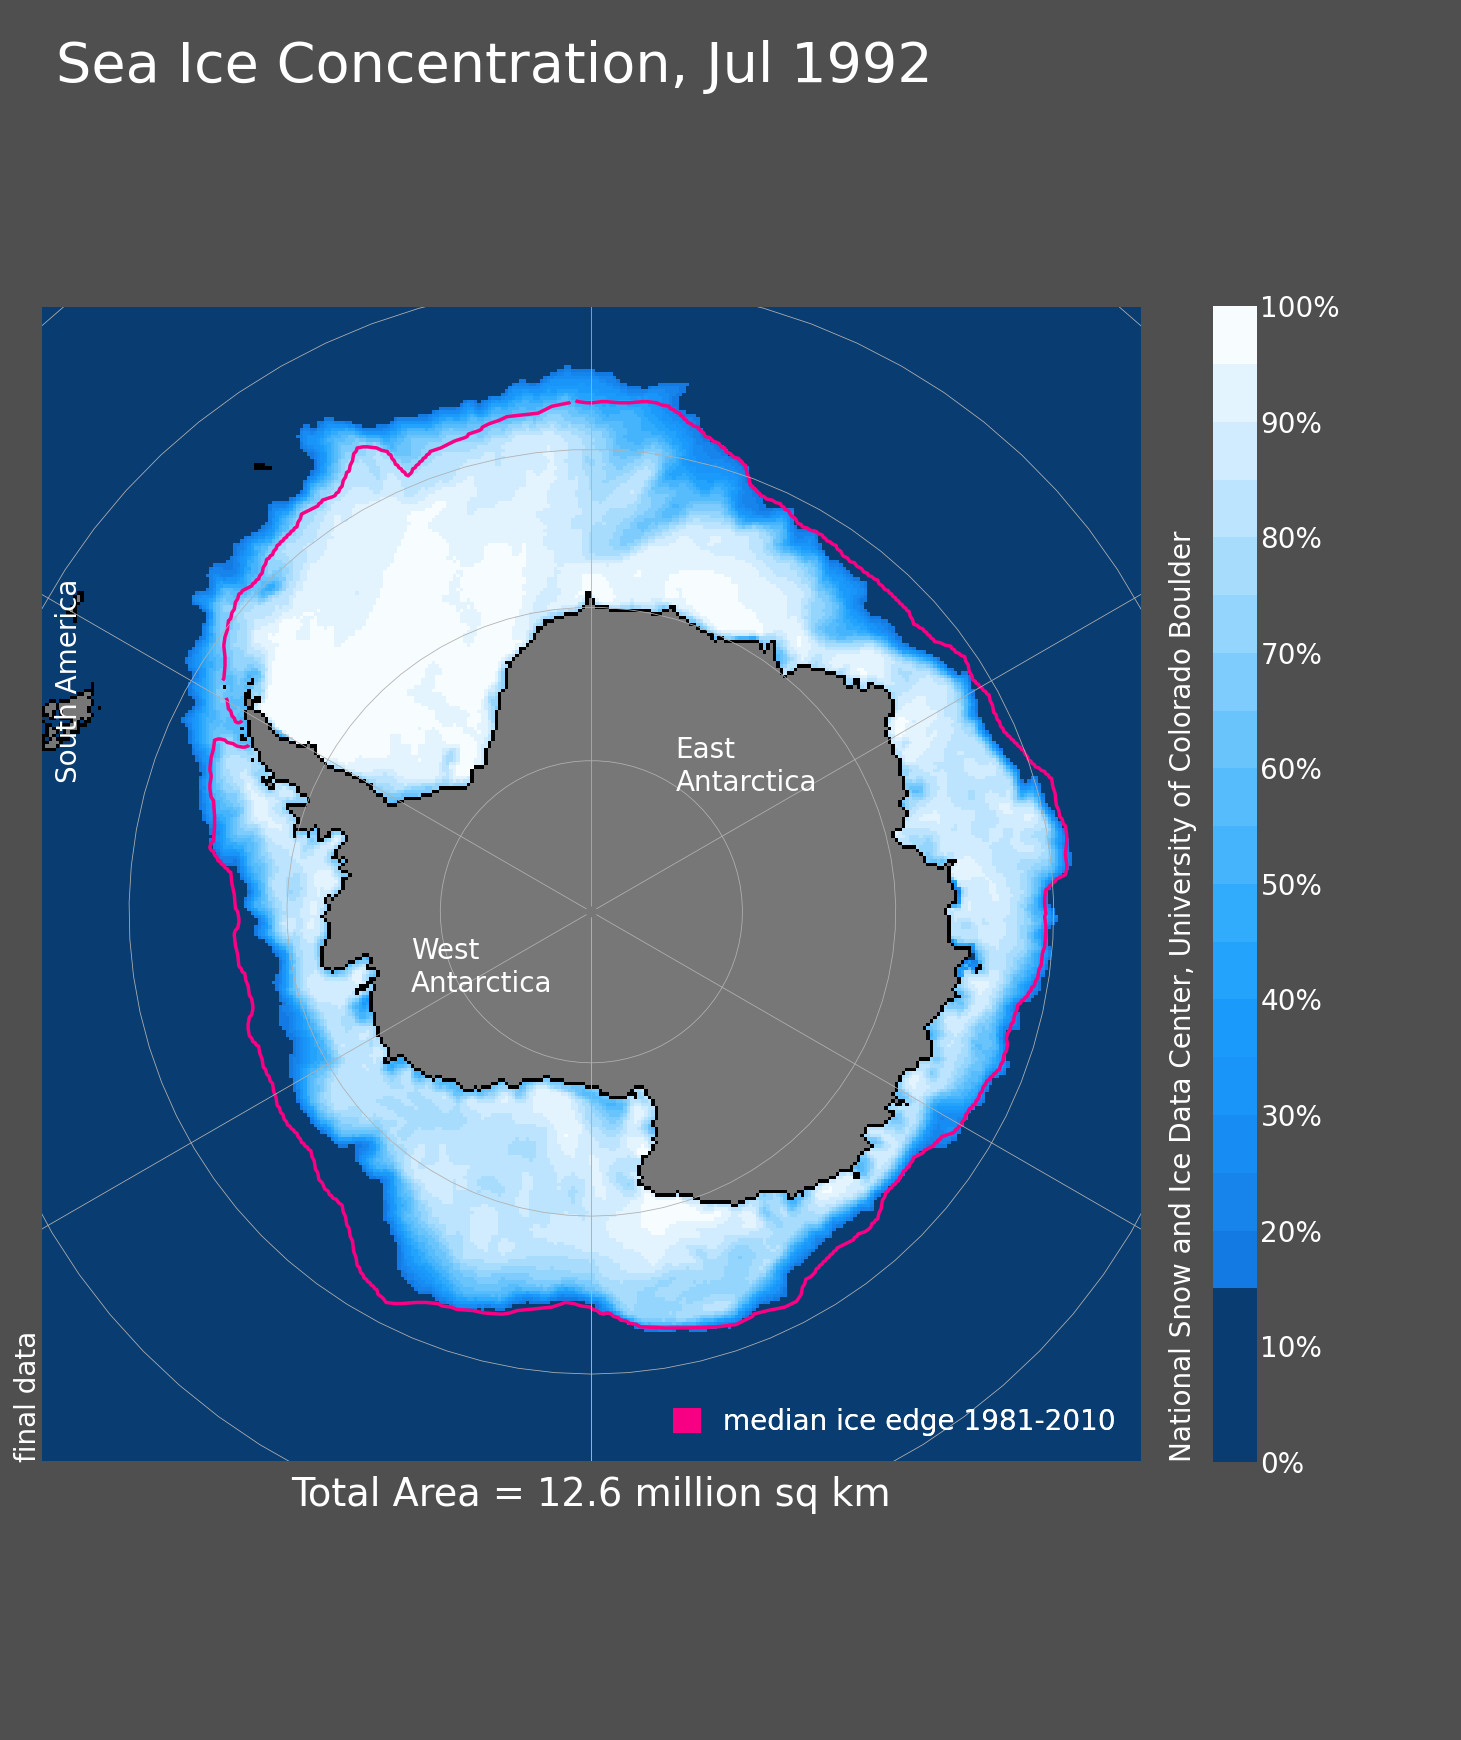 Sea Ice Concentration, Jul 1992
South America
East
Antarctica
West
Antarctica
median ice edge 1981-2010
final data
Total Area = 12.6 million sq km
National Snow and Ice Data Center, University of Colorado Boulder
100%
90%
80%
70%
60%
50%
40%
30%
20%
10%
0%